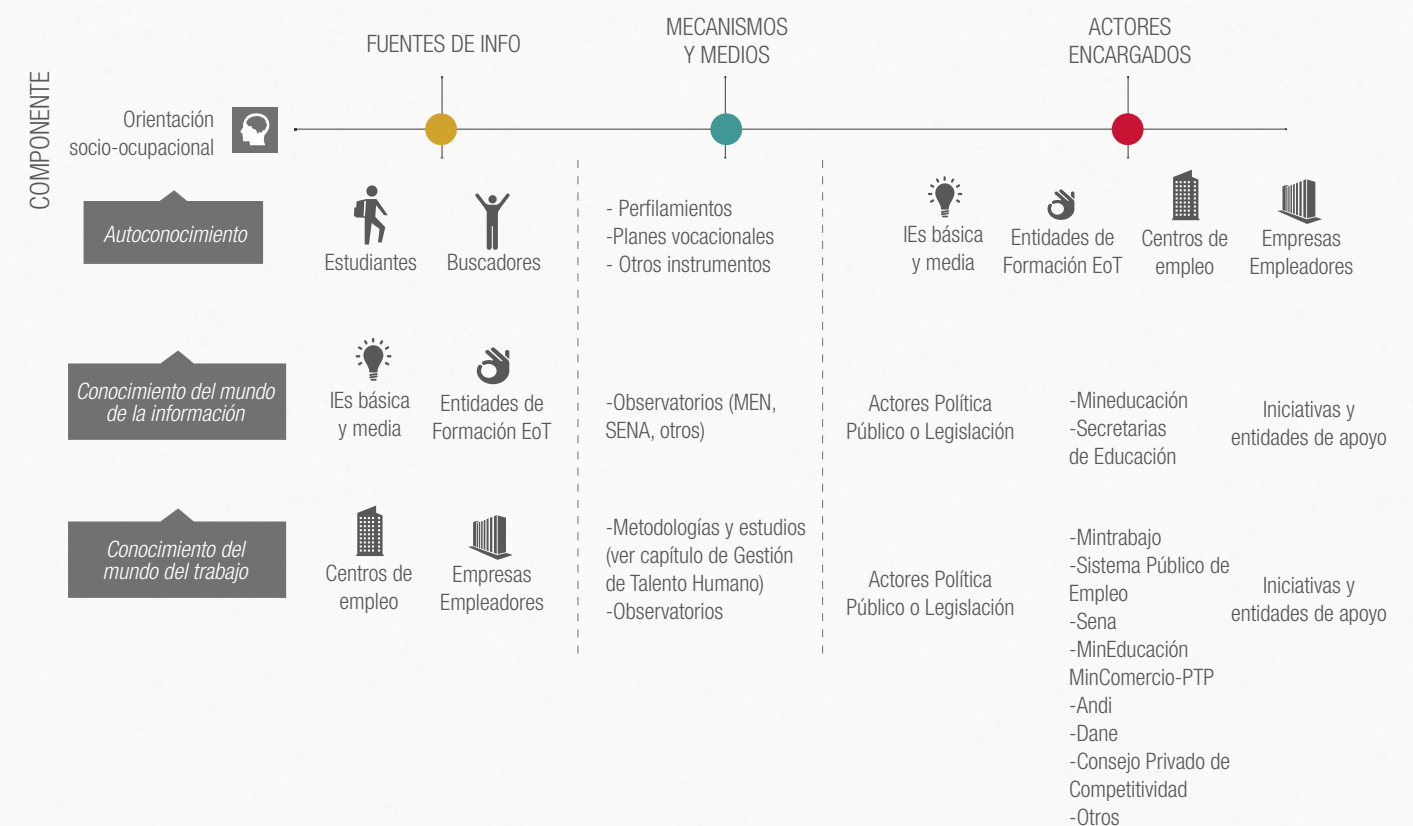 FUENTES DE INFO
MECANISMOS
Y MEDIOS
ACTORES
ENCARGADOS
COMPONENTE
Orientación
socio-ocupacional
Autoconocimiento
Estudiantes
Buscadores
- Perfilamientos
-Planes vocacionales
- Otros instrumentos
IEs básica
y media
Entidades de
Formación EoT
Centros de
empleo
Empresas
Empleadores
Conocimiento del mundo
de la información
IEs básica
y media
Entidades de
Formación EoT
-Observatorios (MEN,
SENA, otros)
Actores Política
Público o Legislación
-Mineducación
-Secretarias
de Educación
Iniciativas y
entidades de apoyo
Conocimiento del
mundo del trabajo
Centros de
empleo
Empresas
Empleadores
-Metodologías y estudios
(ver capítulo de Gestión
de Talento Humano)
-Observatorios
Actores Política
Público o Legislación
-Mintrabajo
-Sistema Público de
Empleo
-Sena
-MinEducación
MinComercio-PTP
-Andi
-Dane
-Consejo Privado de
Competitividad
-Otros
Iniciativas y
entidades de apoyo